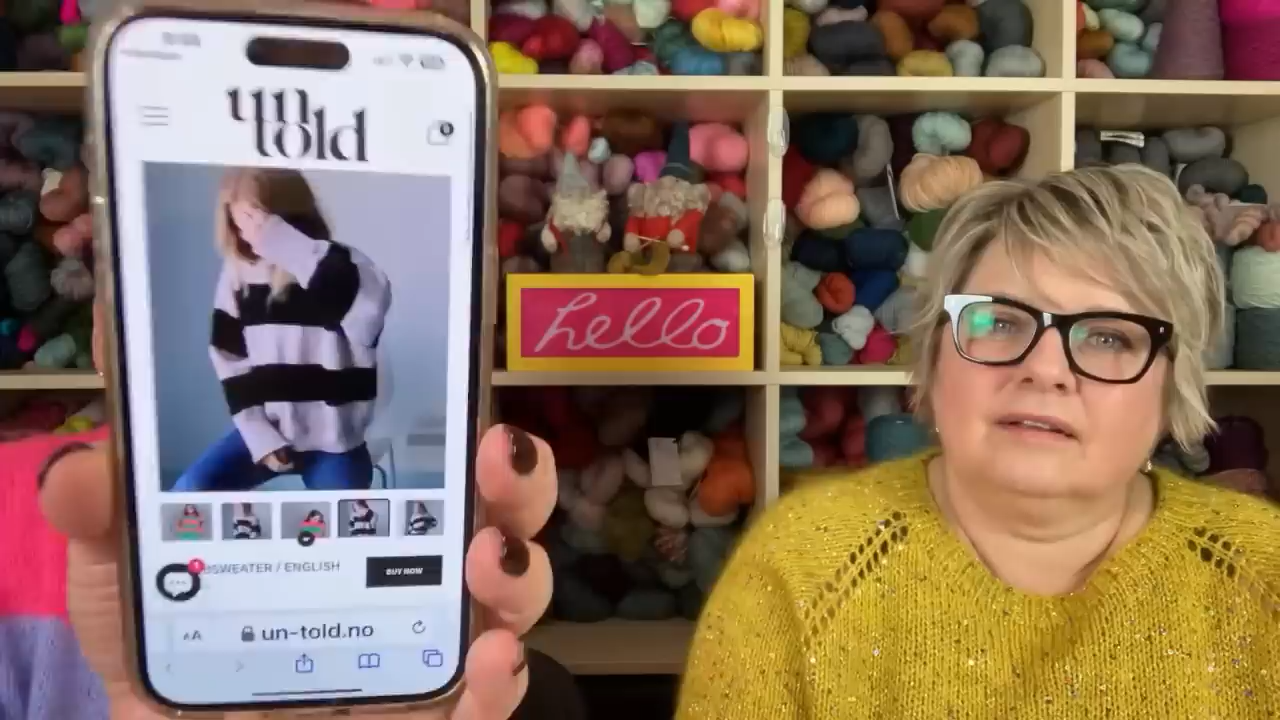 un
told
hello
SWEATER / ENGLISH
BUY NOW
AA
un-told.no